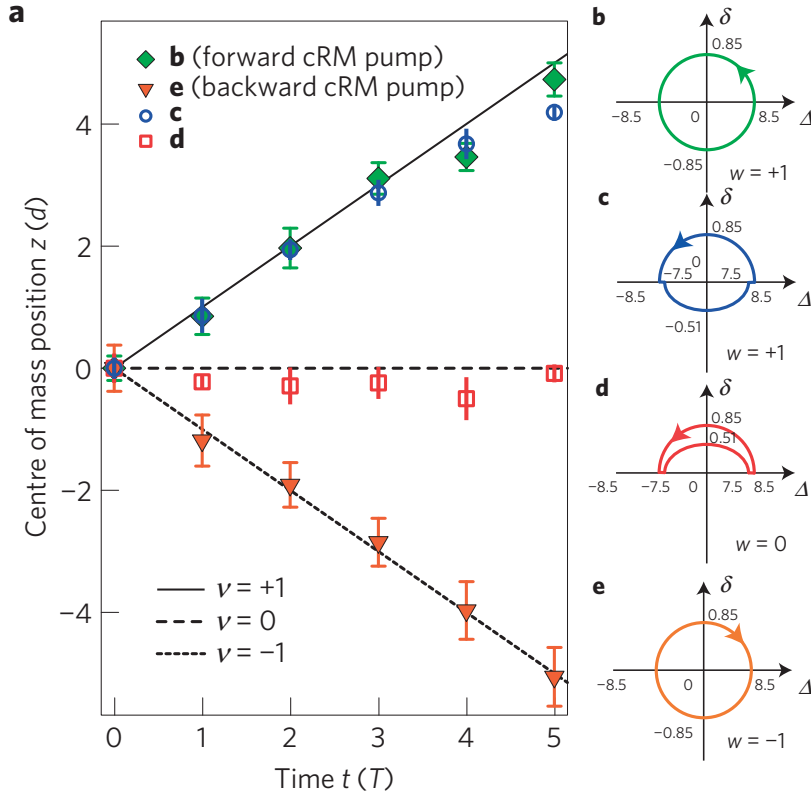 a
Centre of mass position z (d)
4
2
0
−2
−4
b (forward cRM pump)
e (backward cRM pump)
c
d
ν = +1
ν = 0
ν = −1
0 1 2 3 4 5
Time t (T)
b
δ
0.85
−8.5 0 8.5 Δ
−0.85
w = +1
c
δ
0.85
0
−7.5 7.5
−8.5 8.5 Δ
−0.51
w = +1
d
δ
0.85
0.51
−8.5 −7.5 0 7.5 8.5 Δ
w = 0
e
δ
0.85
−8.5 0 8.5 Δ
−0.85
w = −1